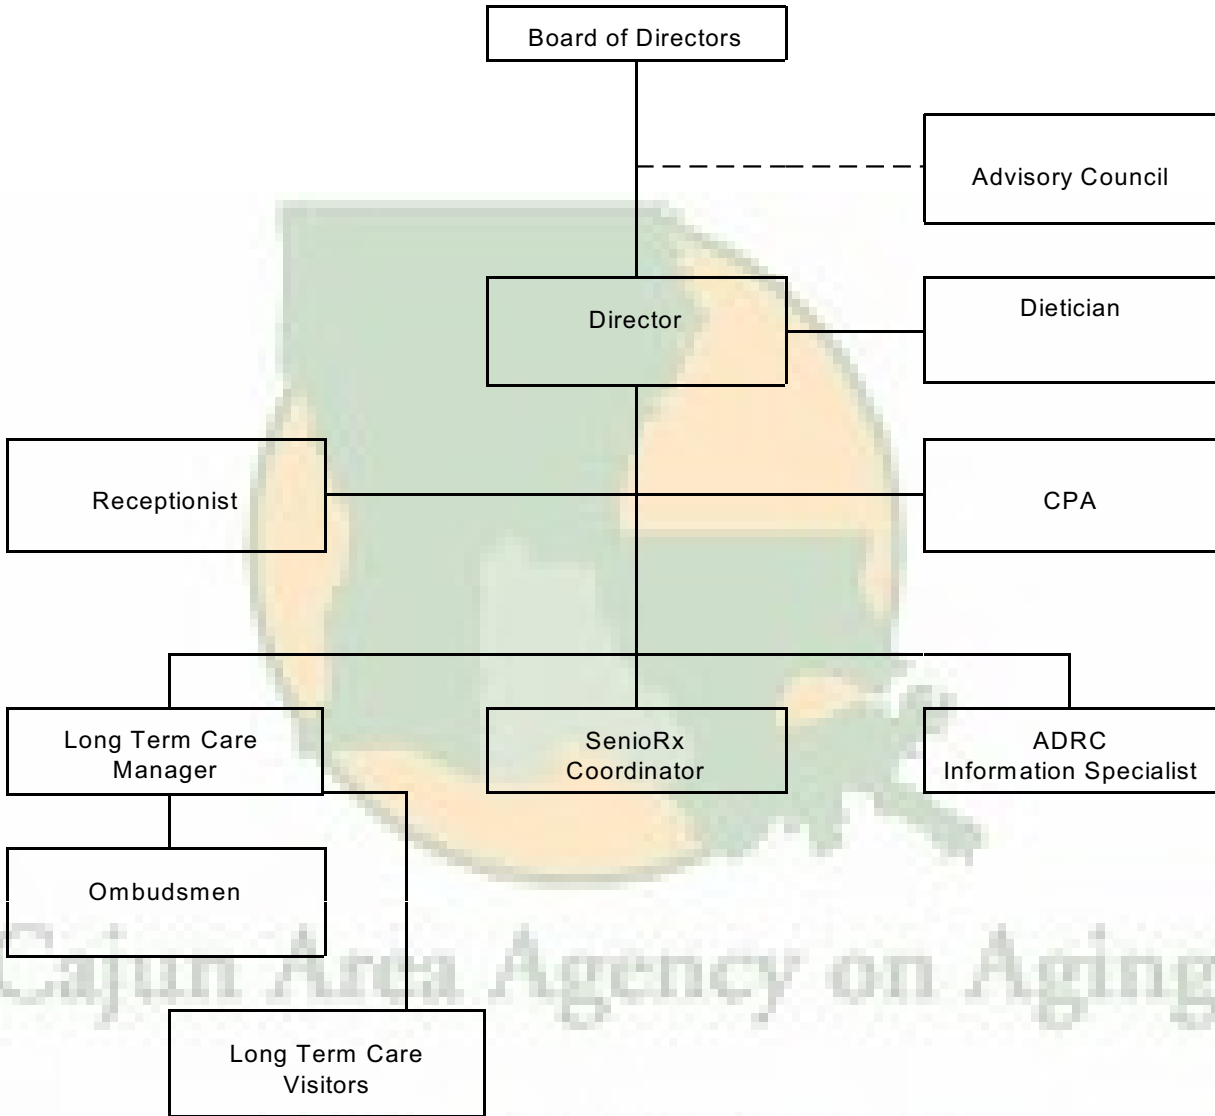 Board of Directors
Advisory Council
Director
Dietician
Receptionist
CPA
Long Term Care
Manager
SenioRx
Coordinator
ADRC
Information Specialist
Ombudsmen
Cajun Area Agency on Aging
Long Term Care
Visitors